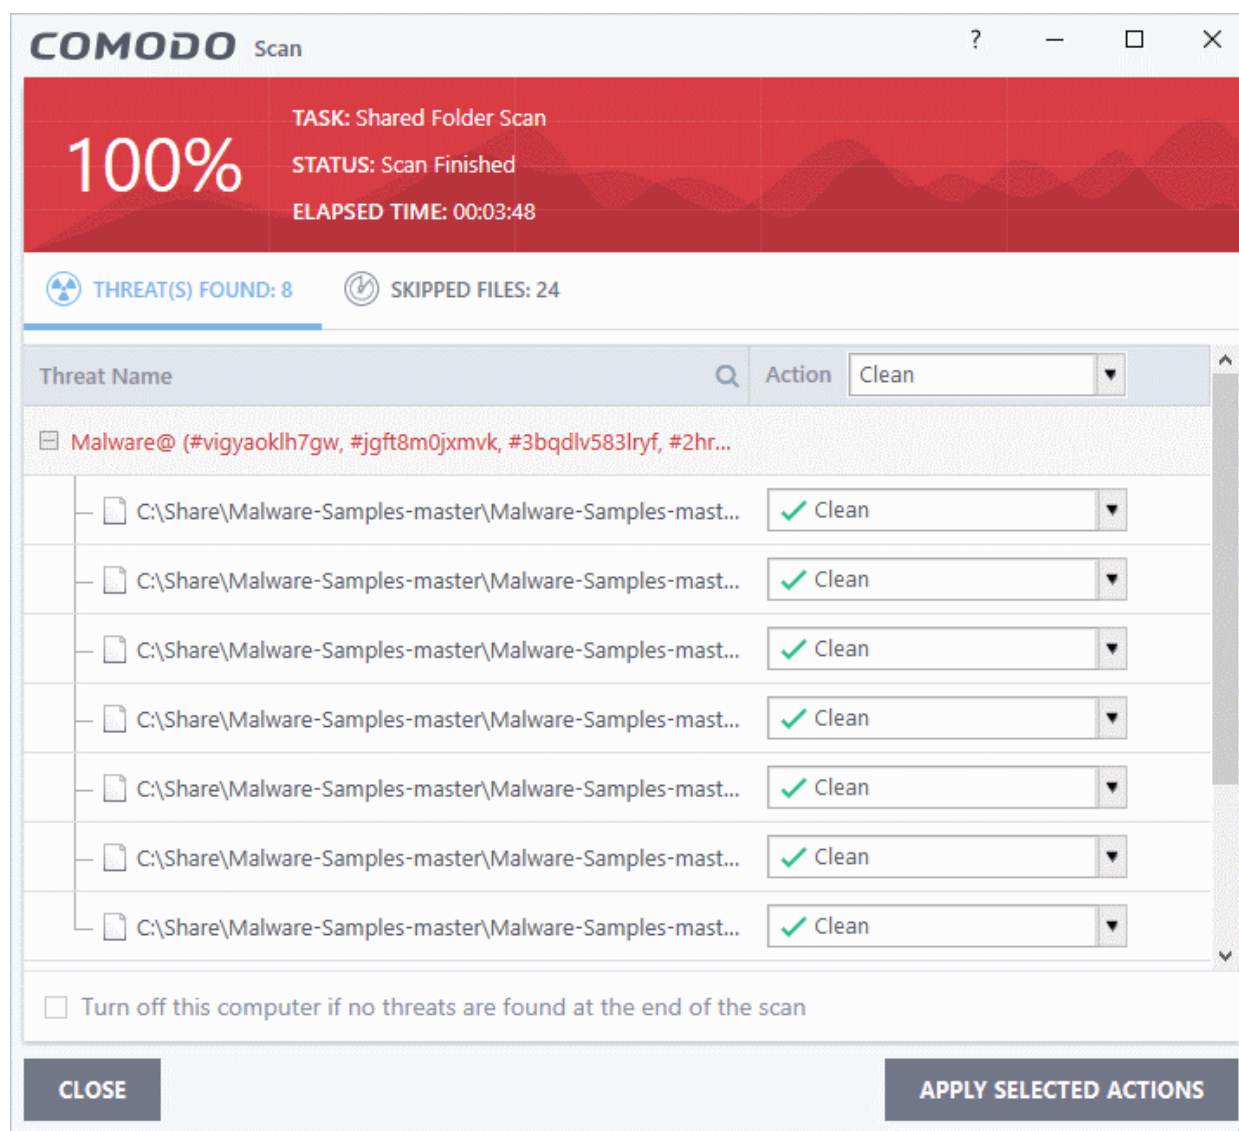 COMODO Scan ?
100%
TASK: Shared Folder Scan
STATUS: Scan Finished
ELAPSED TIME: 00:03:48
THREAT(S) FOUND: 8 SKIPPED FILES: 24
Threat Name Action Clean
Malware@ (#vigyaoklh7gw, #jgft8m0jxmvk, #3bqdlv583lryf, #2hr...
C:\Share\Malware-Samples-master\Malware-Samples-mast... Clean
C:\Share\Malware-Samples-master\Malware-Samples-mast... Clean
C:\Share\Malware-Samples-master\Malware-Samples-mast... Clean
C:\Share\Malware-Samples-master\Malware-Samples-mast... Clean
C:\Share\Malware-Samples-master\Malware-Samples-mast... Clean
C:\Share\Malware-Samples-master\Malware-Samples-mast... Clean
C:\Share\Malware-Samples-master\Malware-Samples-mast... Clean
Turn off this computer if no threats are found at the end of the scan
CLOSE APPLY SELECTED ACTIONS